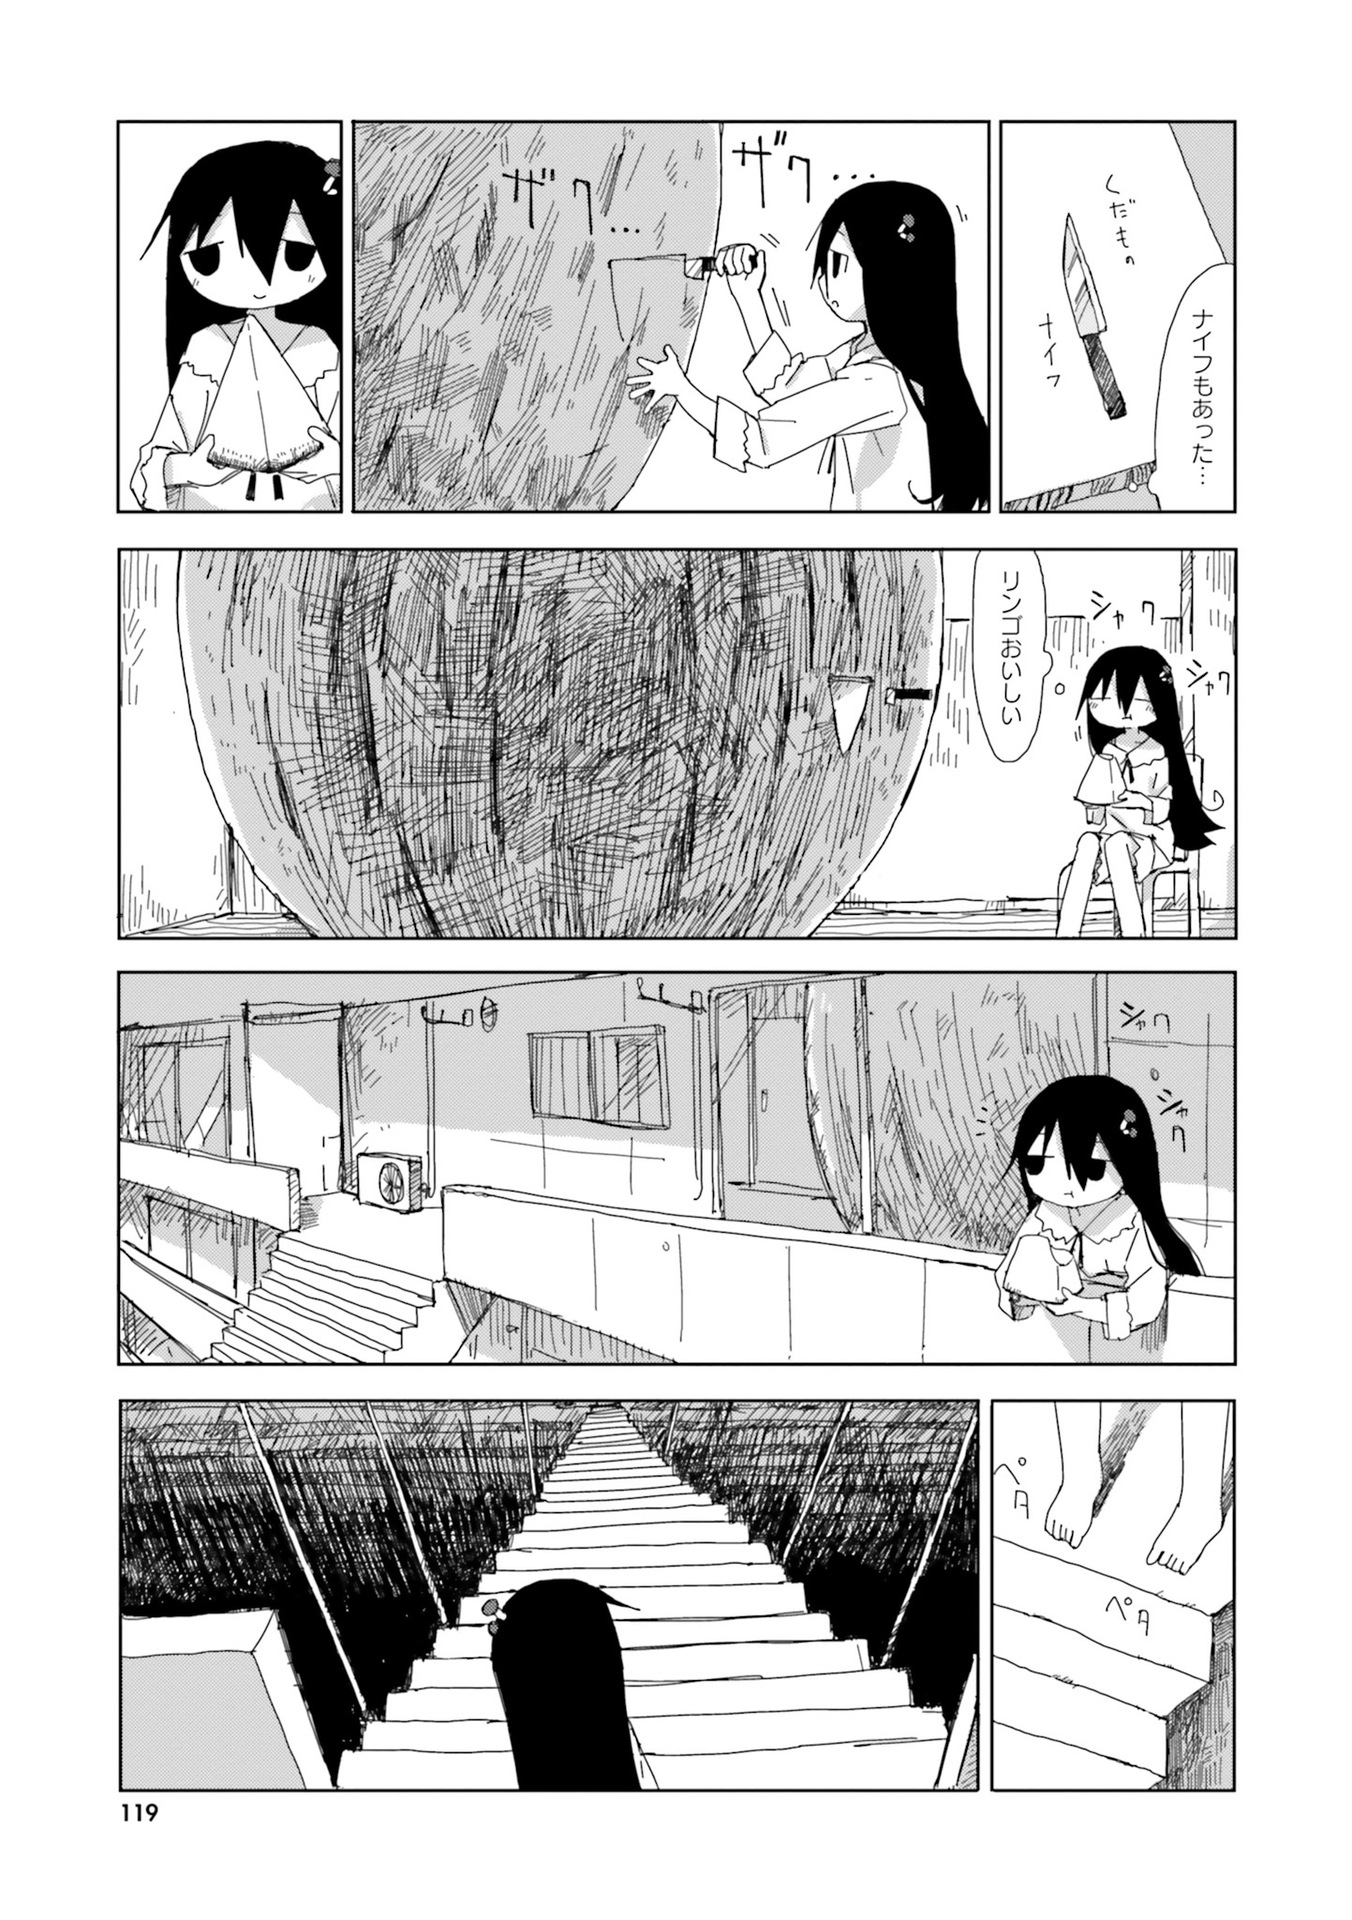 ナイフもあった…
くだもの
ナイフ
ザク…
ザク…
シャク
シャク
リンゴおいしい
シャク
シャク
ペタ
ペタ
119